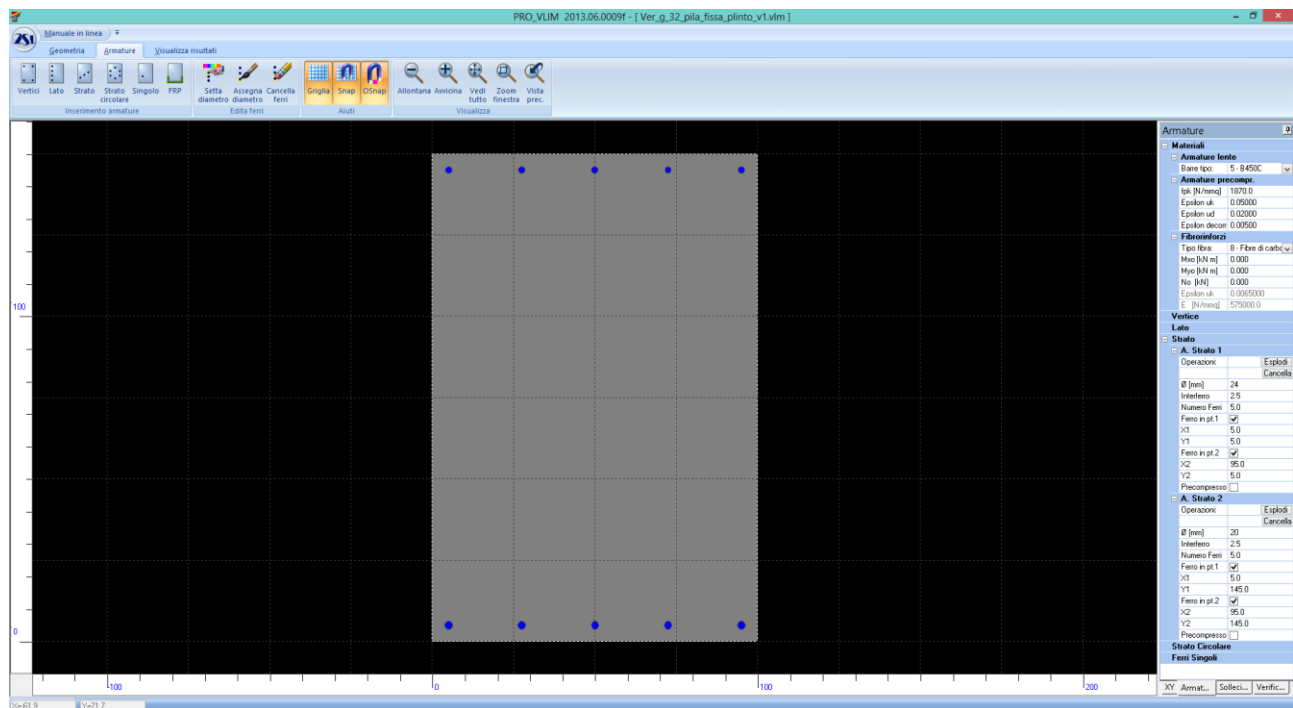 PRO_VLIM 2013.06.0009f - [ Ver_g_32_pila_fissa_plinto_v1.vlm ]
2SI
Manuale in linea
Geometria Armature Visualizza risultati
Vertici Lato Strato Strato circolare Singolo FRP
Setta diametro Assegna diametro Cancella ferri
Griglia Snap OSnap
Allontana Avvicina Vedi tutto Zoom finestra Vista prec.
Inserimento armature Edita ferri Aiuti Visualizza
100
0
-100 0 100 200
Armature
Materiali
Armature lente
Barre tipo: 5 - B450C
Armature precompr.
fpk [N/mmq] 1870.0
Epsilon uk 0.05000
Epsilon ud 0.02000
Epsilon decom 0.00500
Fibrorinforzi
Tipo fibra: 8 - Fibre di carbo
Mxo [kN m] 0.000
Myo [kN m] 0.000
No [kN] 0.000
Epsilon uk 0.0065000
E [N/mmq] 575000.0
Vertice
Lato
Strato
A. Strato 1
Operazioni: Esplodi
Cancella
Ø [mm] 24
Interferro 2.5
Numero Ferri 5.0
Ferro in pt.1
X1 5.0
Y1 5.0
Ferro in pt.2
X2 95.0
Y2 5.0
Precompresso
A. Strato 2
Operazioni: Esplodi
Cancella
Ø [mm] 20
Interferro 2.5
Numero Ferri 5.0
Ferro in pt.1
X1 5.0
Y1 145.0
Ferro in pt.2
X2 95.0
Y2 145.0
Precompresso
Strato Circolare
Ferri Singoli
XY Armat... Solleci... Verific...
X=-61.9 Y=71.7